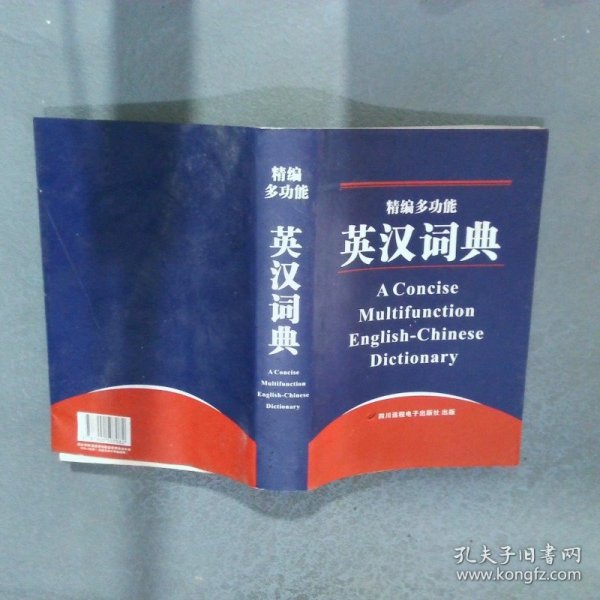 精编
多功能
英汉词典
A Concise
Multifunction
English-Chinese
Dictionary
精编多功能
英汉词典
A Concise
Multifunction
English-Chinese
Dictionary
四川远程电子出版社 出版
孔夫子旧书网
www.kongfz.com